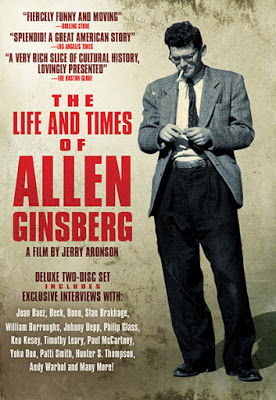 "FIERCELY FUNNY AND MOVING"
—ROLLING STONE
"SPLENDID! A GREAT AMERICAN STORY"
—LOS ANGELES TIMES
"A VERY RICH SLICE OF CULTURAL HISTORY,
LOVINGLY PRESENTED"
—THE BOSTON GLOBE
THE
LIFE AND TIMES
OF
ALLEN
GINSBERG
A FILM BY JERRY ARONSON
DELUXE TWO-DISC SET
INCLUDES
EXCLUSIVE INTERVIEWS WITH:
Joan Baez, Beck, Bono, Stan Brakhage,
William Burroughs, Johnny Depp, Philip Glass,
Ken Kesey, Timothy Leary, Paul McCartney,
Yoko Ono, Patti Smith, Hunter S. Thompson,
Andy Warhol and Many More!